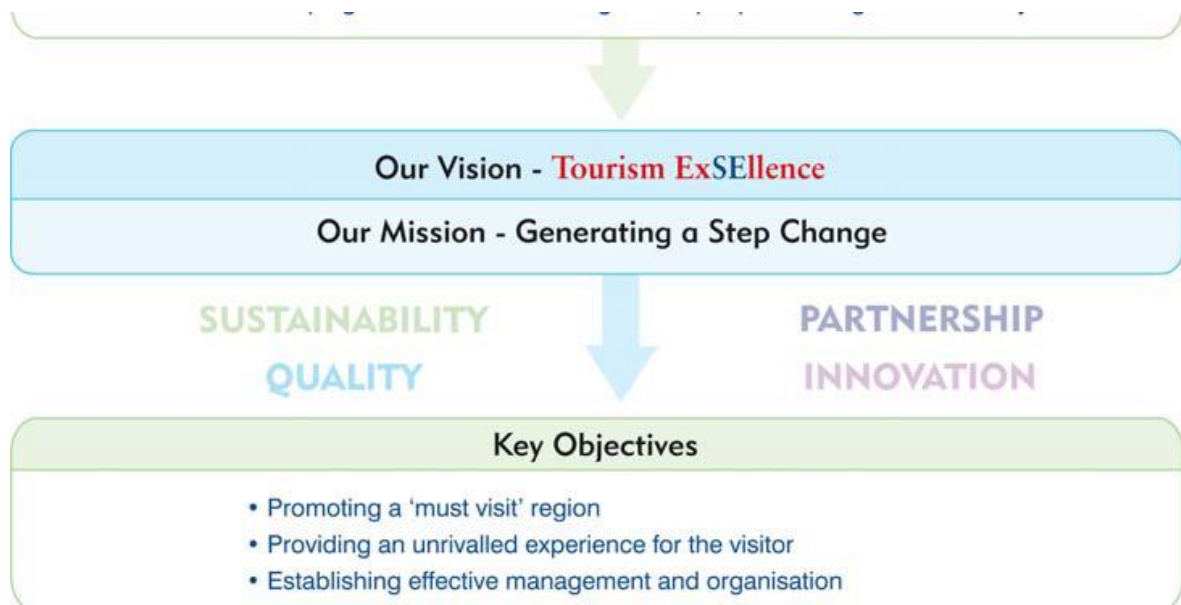 Our Vision - Tourism ExSEllence
Our Mission - Generating a Step Change
SUSTAINABILITY PARTNERSHIP
QUALITY INNOVATION
Key Objectives
• Promoting a ‘must visit’ region
• Providing an unrivalled experience for the visitor
• Establishing effective management and organisation